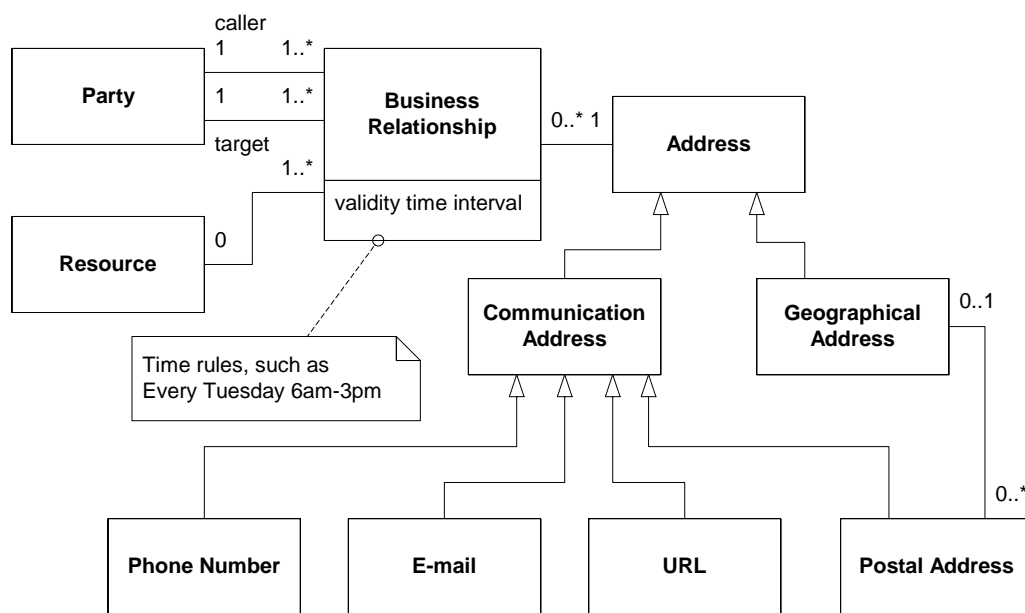 caller
1
1..*
Party
1
1..*
target
Business
Relationship
0..*
1
Address
1..*
validity time interval
0
Resource
Communication
Address
Geographical
Address
0..1
Time rules, such as
Every Tuesday 6am-3pm
0..*
Phone Number
E-mail
URL
Postal Address